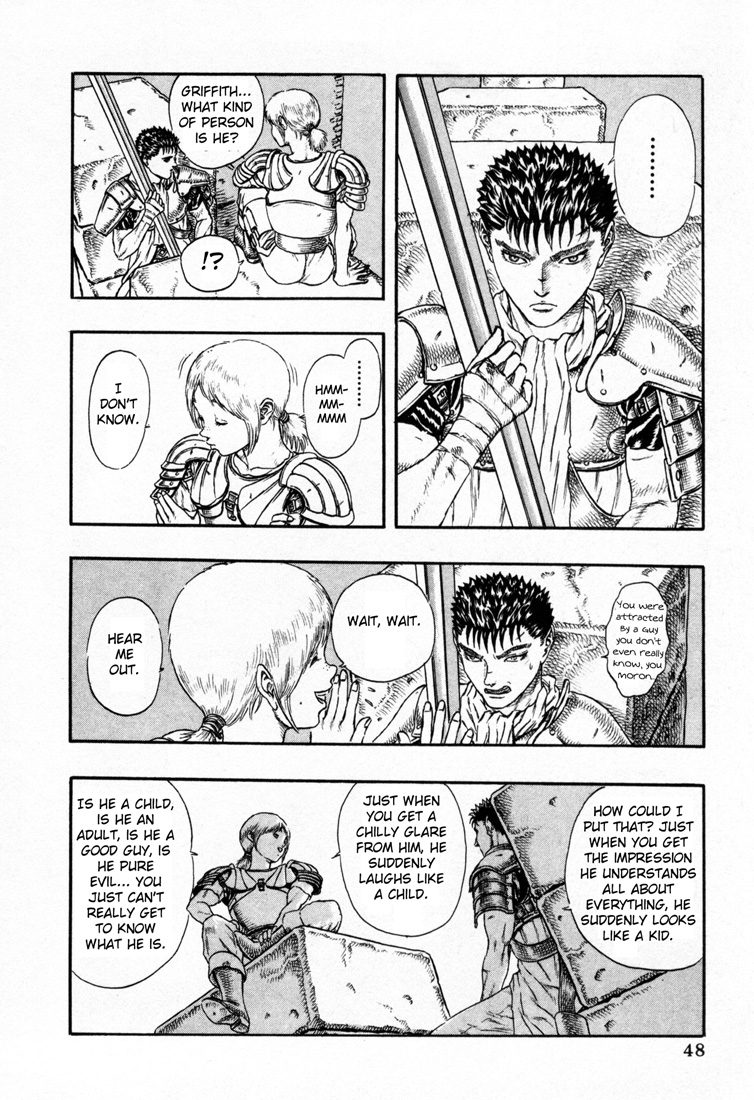 ………
GRIFFITH...
WHAT KIND
OF PERSON
IS HE?
!?
………
HMM-
MM-
MMM
I
DON'T
KNOW.
You were
attracted
by a guy
you don't
even really
know, you
moron.
WAIT, WAIT.
HEAR
ME
OUT.
HOW COULD I
PUT THAT? JUST
WHEN YOU GET
THE IMPRESSION
HE UNDERSTANDS
ALL ABOUT
EVERYTHING, HE
SUDDENLY LOOKS
LIKE A KID.
JUST WHEN
YOU GET A
CHILLY GLARE
FROM HIM, HE
SUDDENLY
LAUGHS LIKE
A CHILD.
IS HE A CHILD,
IS HE AN
ADULT, IS HE A
GOOD GUY, IS
HE PURE
EVIL... YOU
JUST CAN'T
REALLY GET
TO KNOW
WHAT HE IS.
48